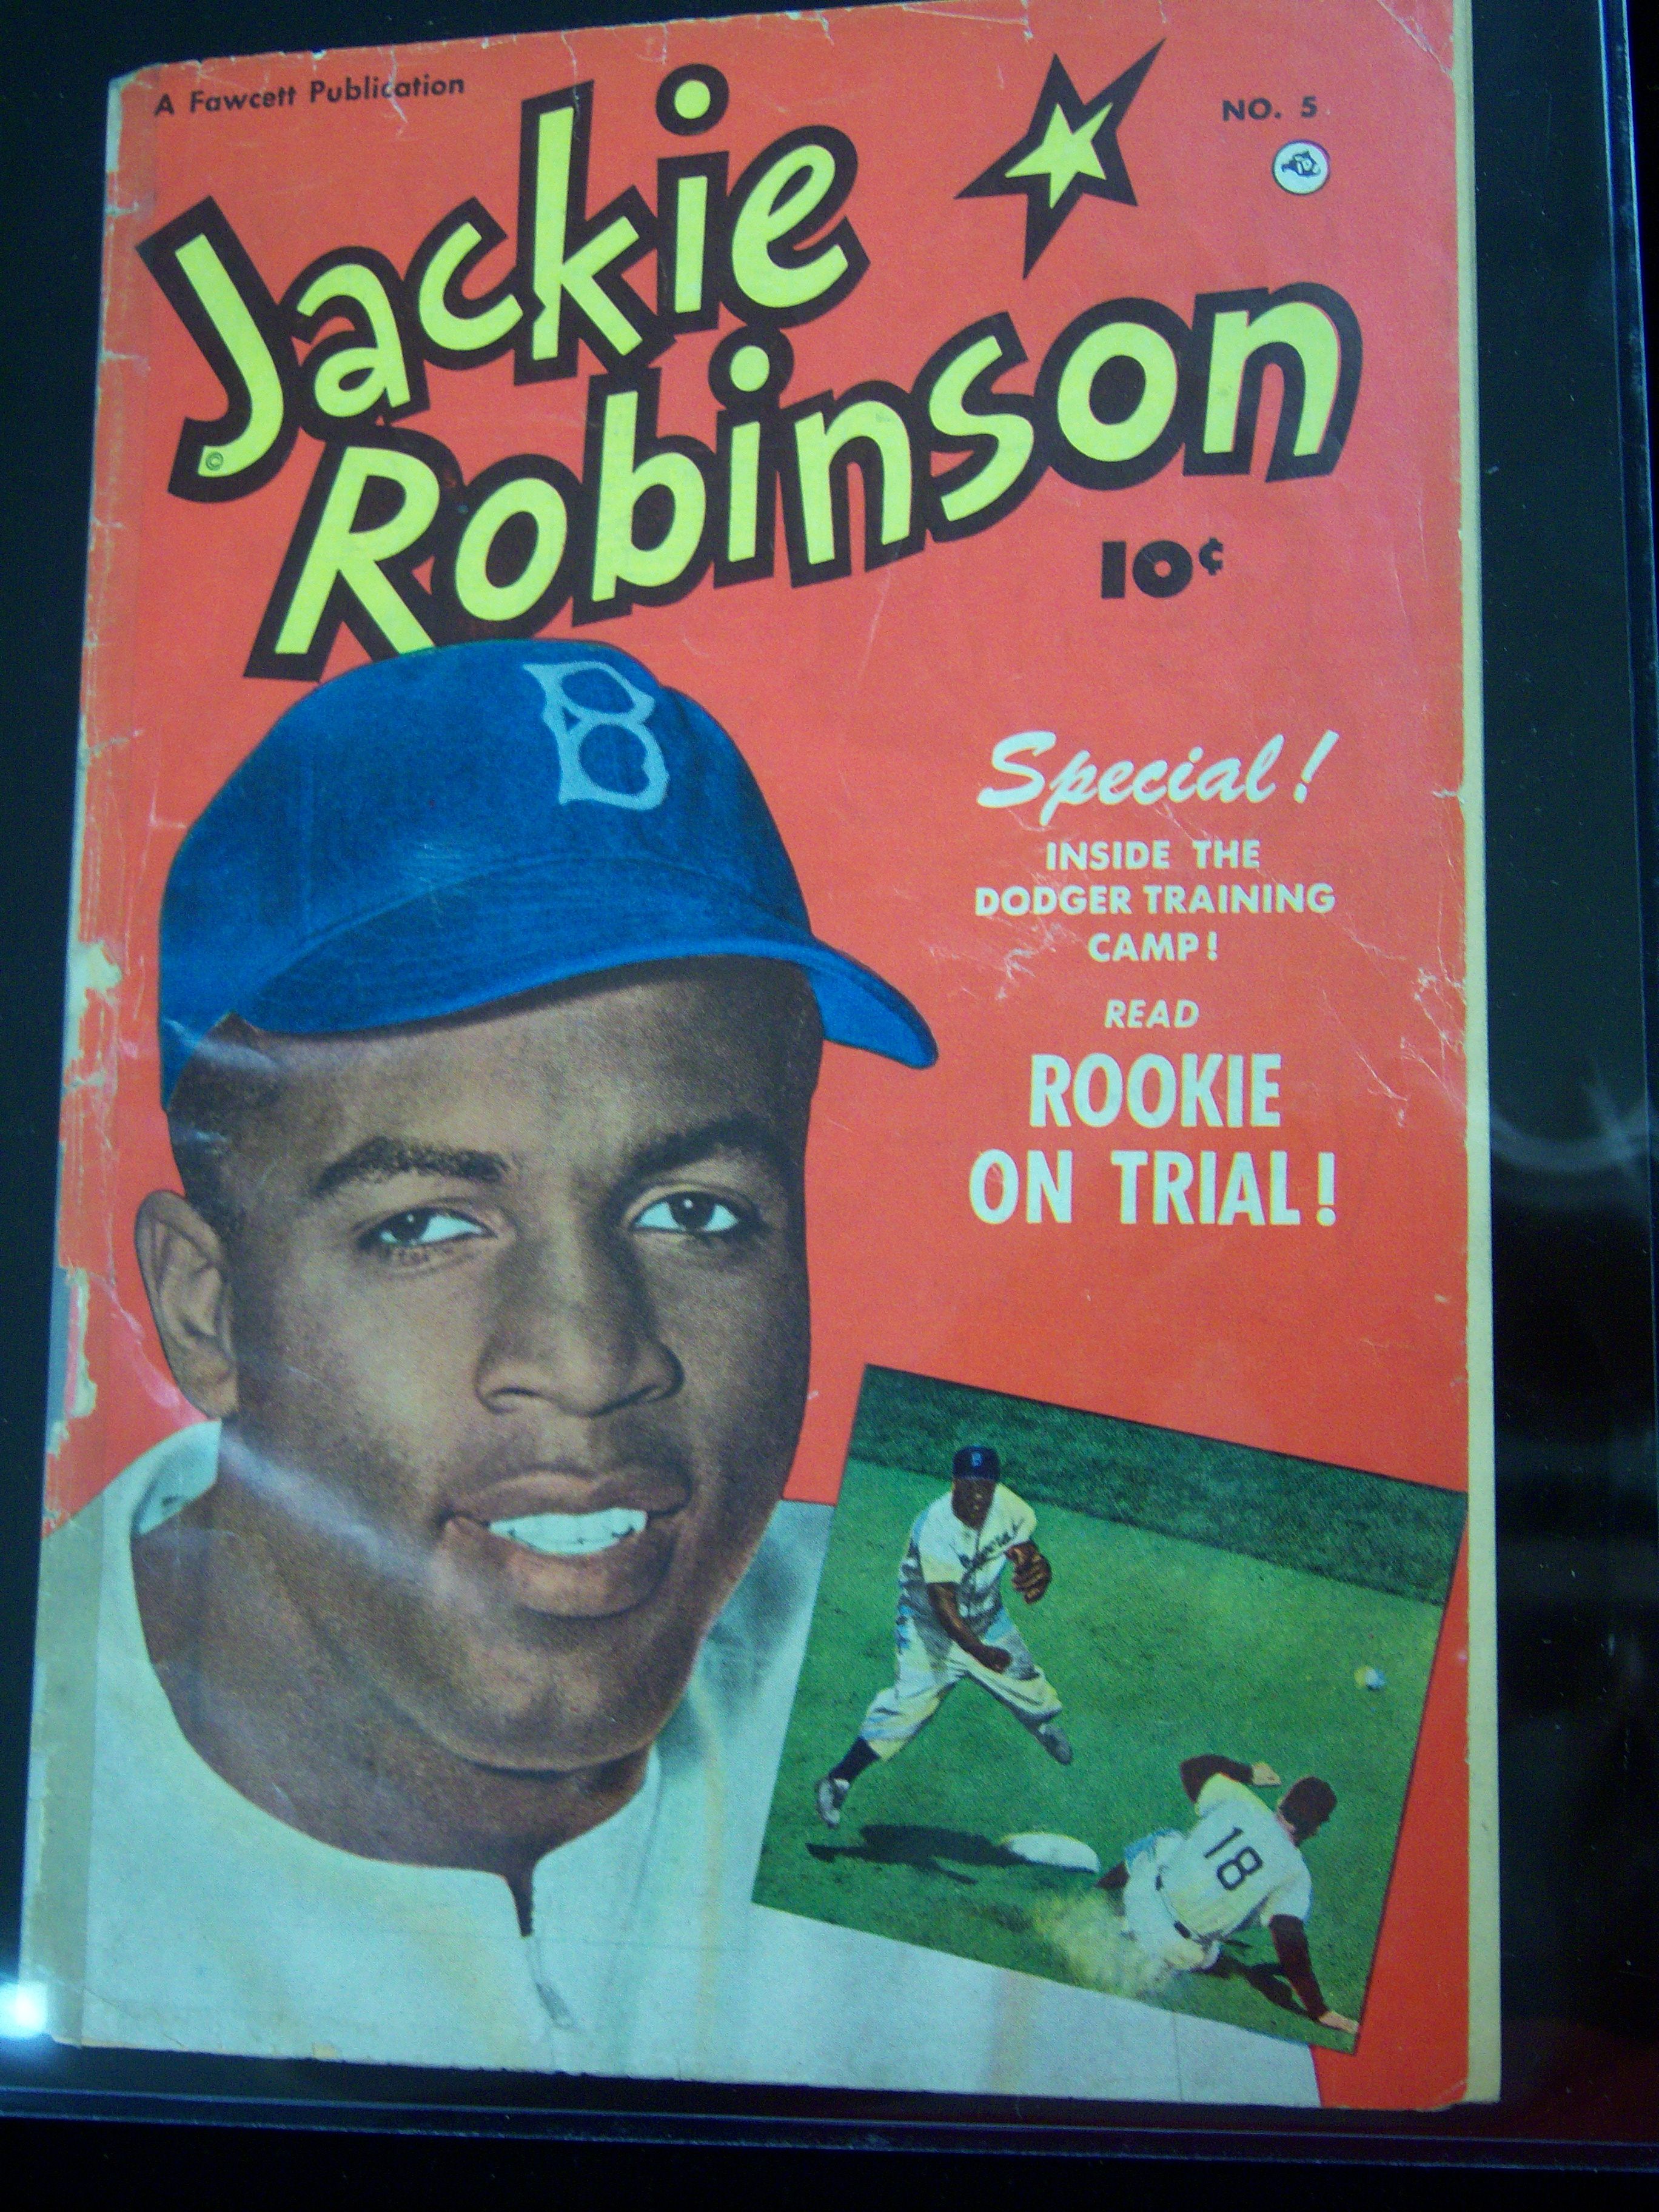 A Fawcett Publication
NO. 5
Jackie
Robinson
©
10¢
Special!
INSIDE THE
DODGER TRAINING
CAMP!
READ
ROOKIE
ON TRIAL!
B
B
18